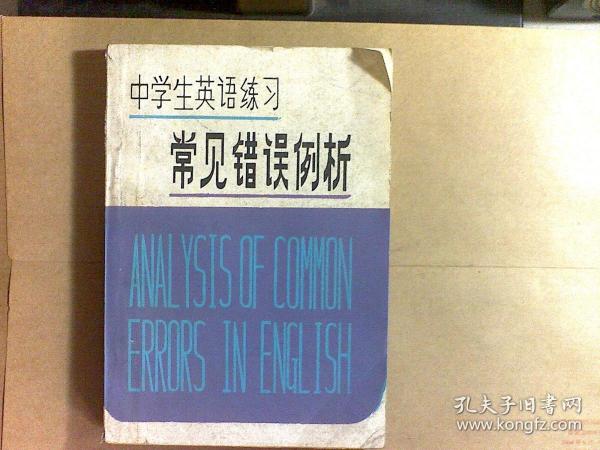 中学生英语练习
常见错误例析
ANALYSIS OF COMMON
ERRORS IN ENGLISH
孔夫子旧书网
www.kongfz.com